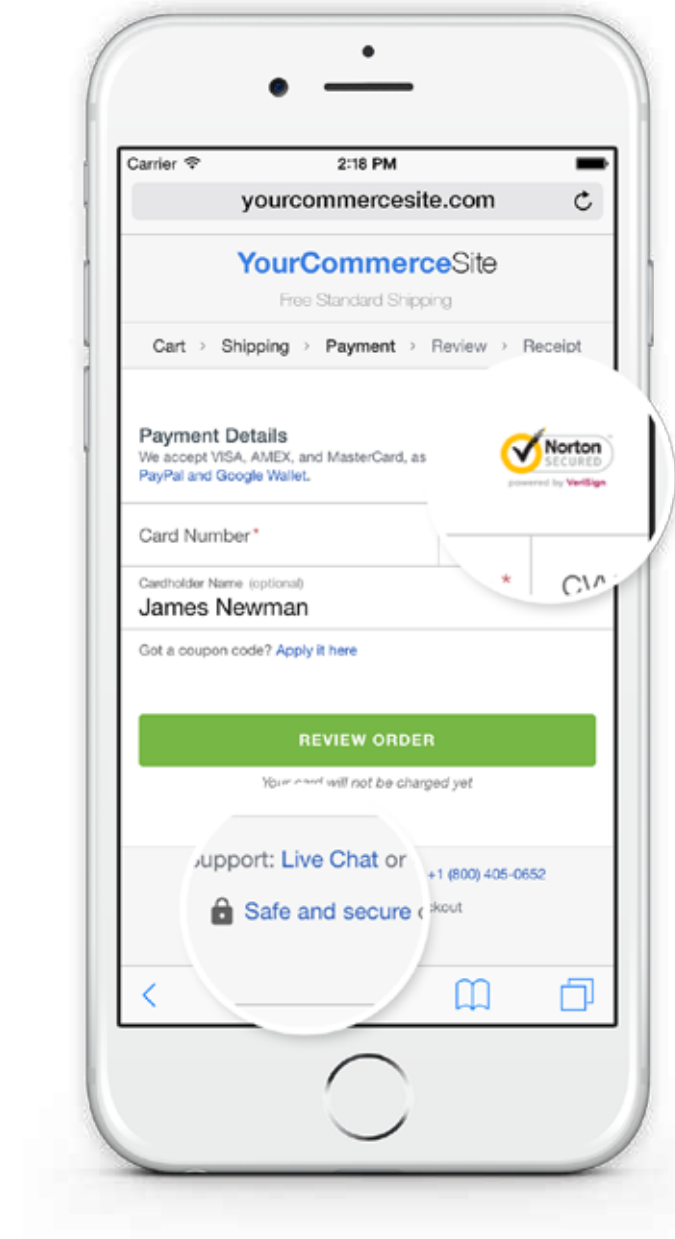 Carrier 2:18 PM
yourcommercesite.com
YourCommerceSite
Free Standard Shipping
Cart > Shipping > Payment > Review > Receipt
Payment Details
We accept VISA, AMEX, and MasterCard, as
PayPal and Google Wallet.
Norton
SECURED
powered by VeriSign
Card Number*
*
Cardholder Name (optional)
James Newman
Got a coupon code? Apply it here
REVIEW ORDER
Your card will not be charged yet
Live Chat or +1 (800) 405-0652
Safe and secure